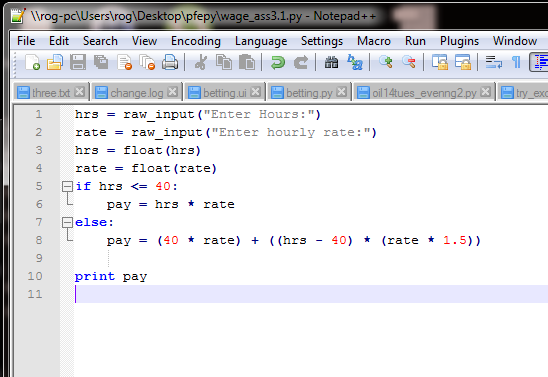 \\rog-pc\Users\rog\Desktop\pfepy\wage_ass3.1.py - Notepad++
File Edit Search View Encoding Language Settings Macro Run Plugins Window
three.txt change.log betting.ui betting.py oil14tues_evenng2.py try_exc
1 hrs = raw_input("Enter Hours:")
2 rate = raw_input("Enter hourly rate:")
3 hrs = float(hrs)
4 rate = float(rate)
5 if hrs <= 40:
6 pay = hrs * rate
7 else:
8 pay = (40 * rate) + ((hrs - 40) * (rate * 1.5))
9
10 print pay
11